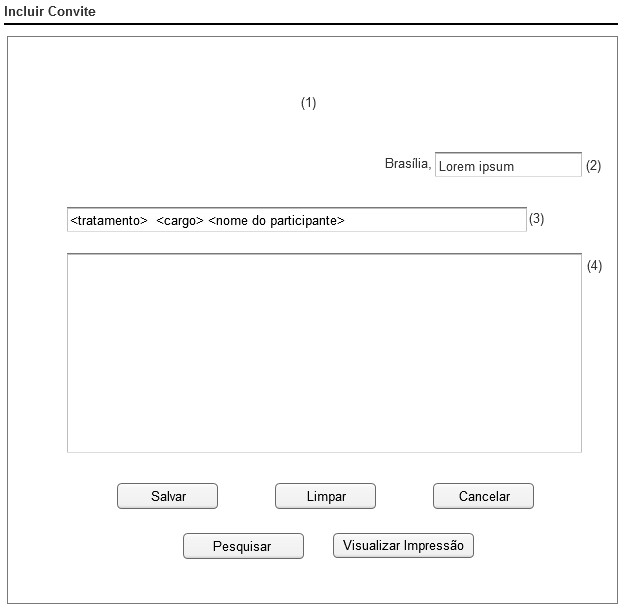 Incluir Convite
(1)
Brasília, Lorem ipsum (2)
<tratamento> <cargo> <nome do participante> (3)
(4)
Salvar Limpar Cancelar
Pesquisar Visualizar Impressão